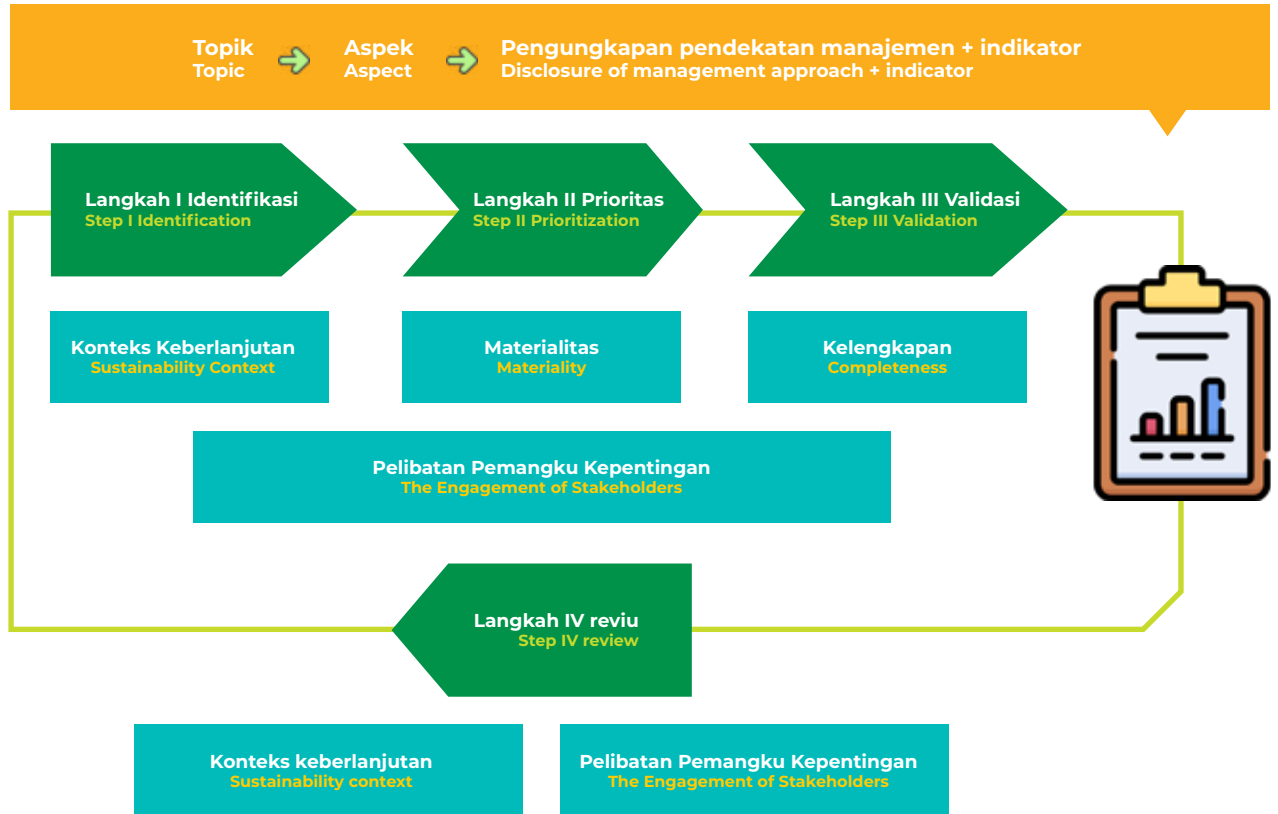 Topik
Topic
Aspek
Aspect
Pengungkapan pendekatan manajemen + indikator
Disclosure of management approach + indicator
Langkah I Identifikasi
Step I Identification
Langkah II Prioritas
Step II Prioritization
Langkah III Validasi
Step III Validation
Konteks Keberlanjutan
Sustainability Context
Materialitas
Materiality
Kelengkapan
Completeness
Pelibatan Pemangku Kepentingan
The Engagement of Stakeholders
Langkah IV reviu
Step IV review
Konteks keberlanjutan
Sustainability context
Pelibatan Pemangku Kepentingan
The Engagement of Stakeholders